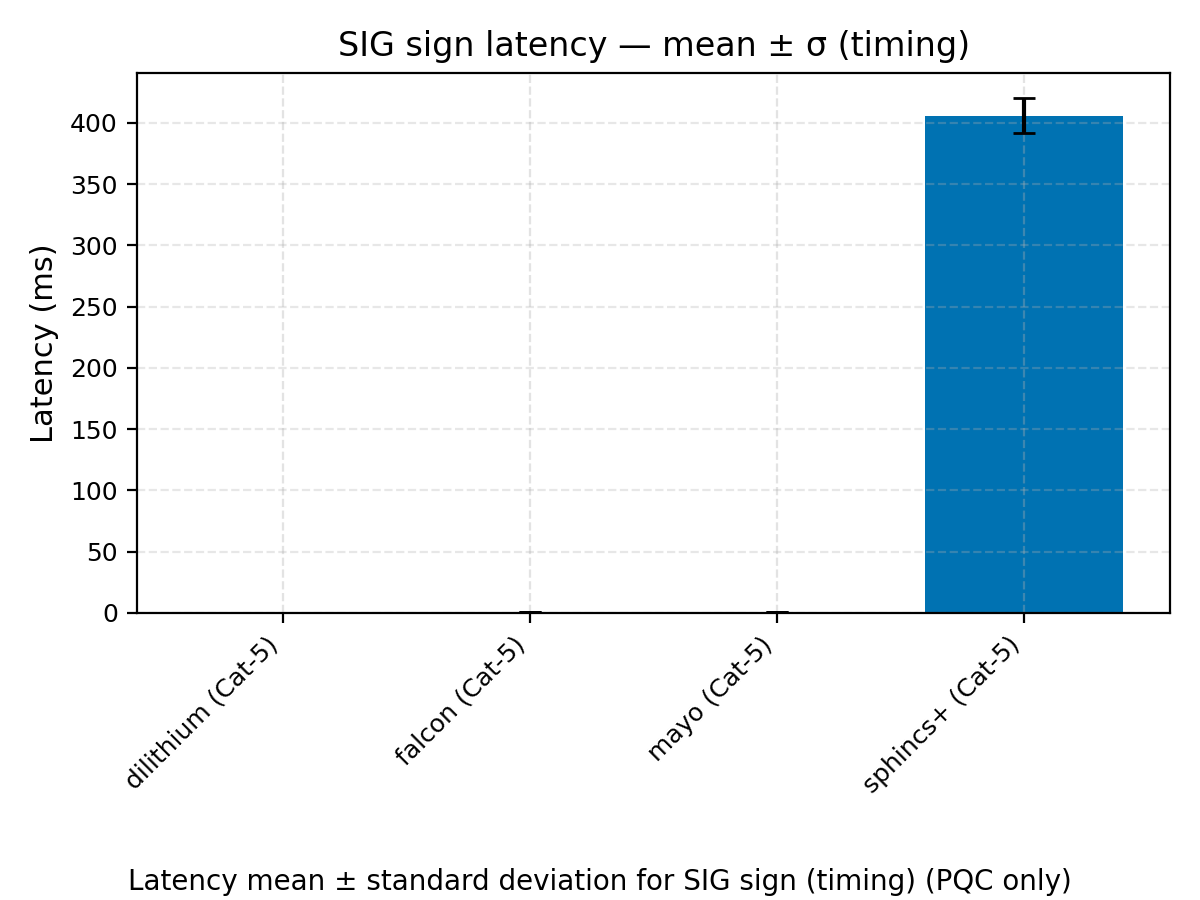 SIG sign latency — mean ± σ (timing)
Latency (ms)
400
350
300
250
200
150
100
50
0
dilithium (Cat-5)
falcon (Cat-5)
mayo (Cat-5)
sphincs+ (Cat-5)
Latency mean ± standard deviation for SIG sign (timing) (PQC only)